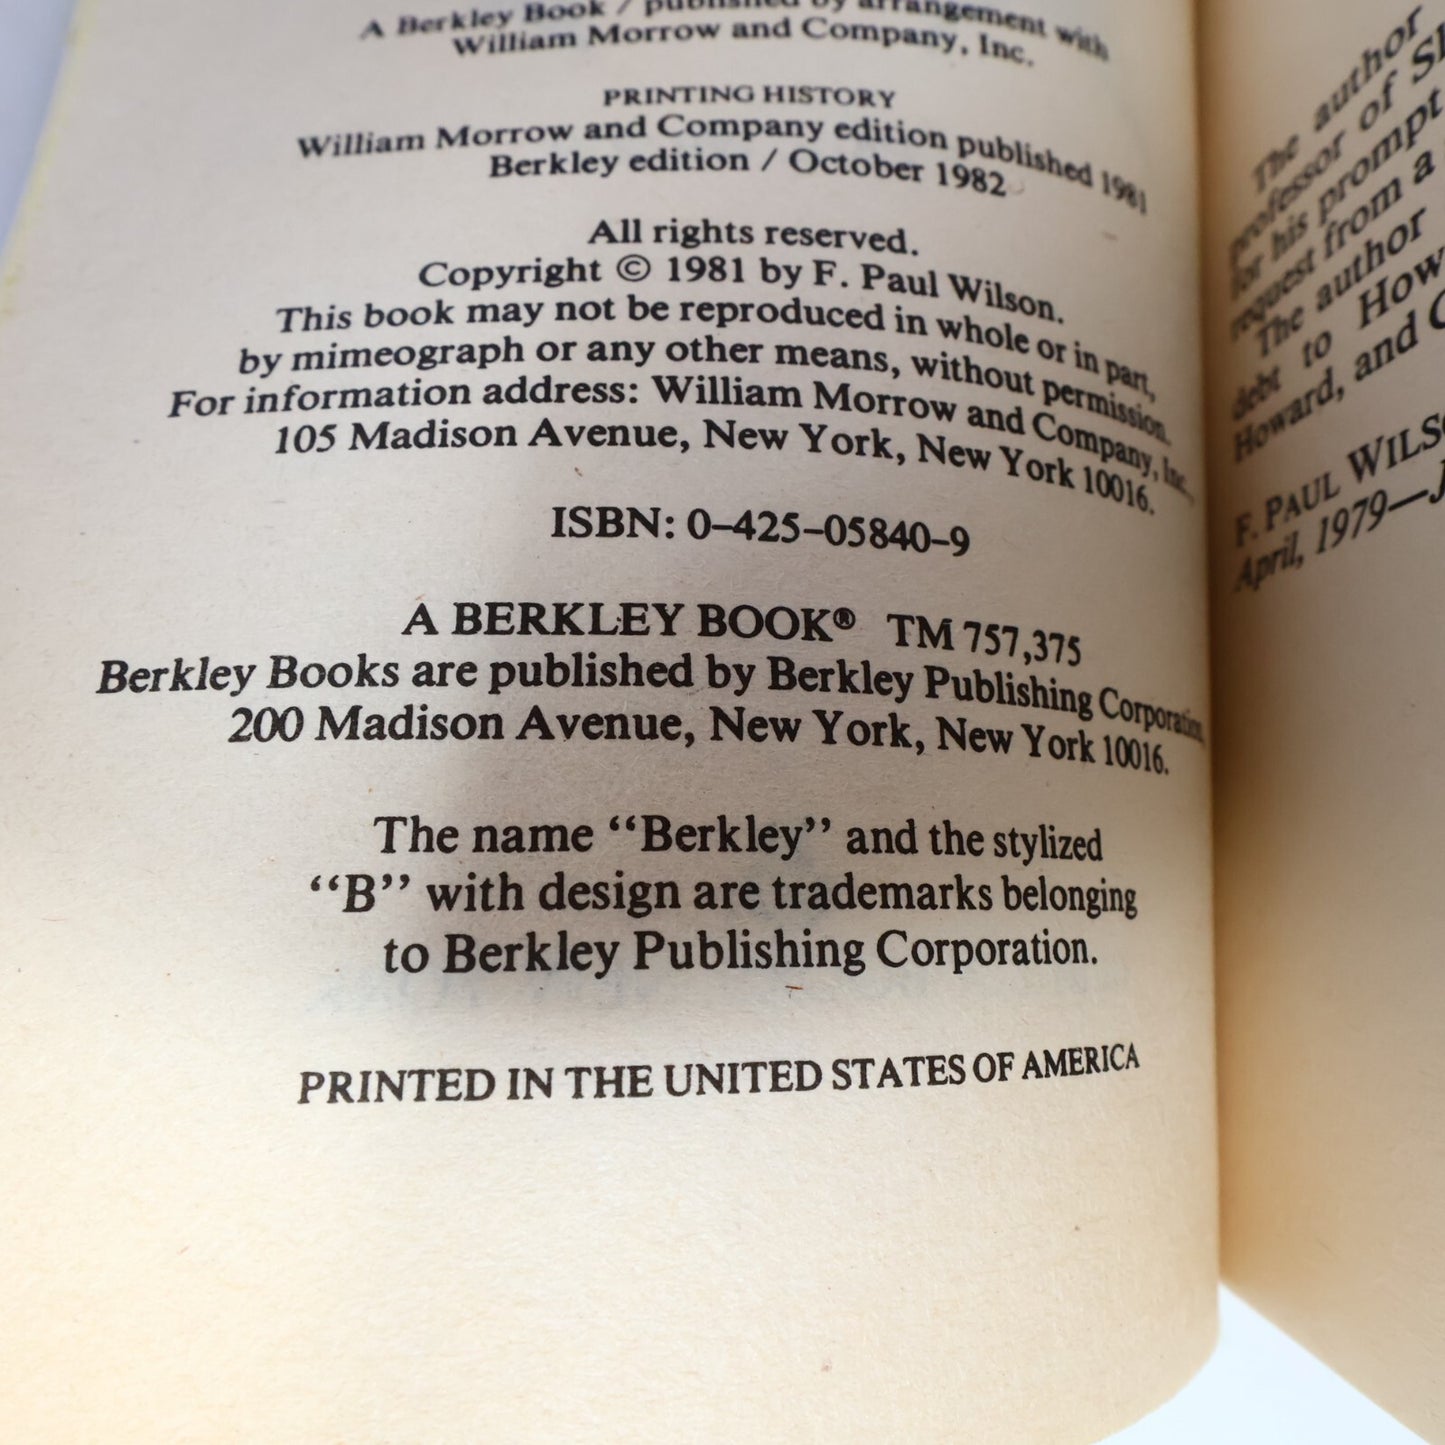 A Berkley Book / published by arrangement with
William Morrow and Company, Inc.
PRINTING HISTORY
William Morrow and Company edition published 1981
Berkley edition / October 1982
All rights reserved.
Copyright © 1981 by F. Paul Wilson.
This book may not be reproduced in whole or in part,
by mimeograph or any other means, without permission.
For information address: William Morrow and Company, Inc.,
105 Madison Avenue, New York, New York 10016.
ISBN: 0–425–05840–9
A BERKLEY BOOK® TM 757,375
Berkley Books are published by Berkley Publishing Corporation,
200 Madison Avenue, New York, New York 10016.
The name “Berkley” and the stylized
“B” with design are trademarks belonging
to Berkley Publishing Corporation.
PRINTED IN THE UNITED STATES OF AMERICA
The author
professor of
for his prompt
request from a
The author
debt to
Howard, and
F. PAUL
April, 1979—